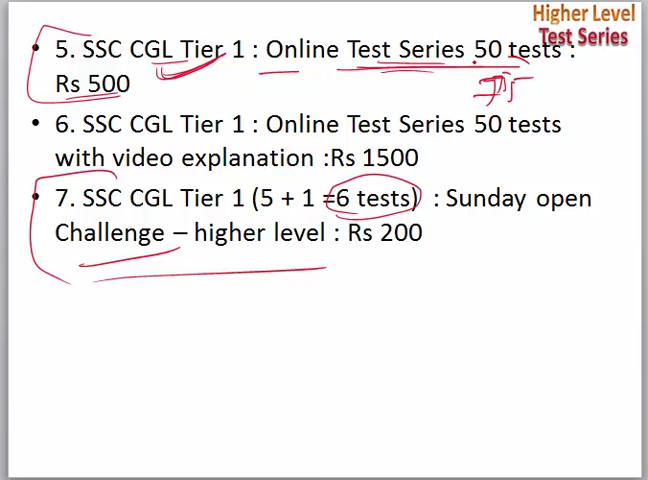 Higher Level
Test Series
• 5. SSC CGL Tier 1 : Online Test Series 50 tests :
Rs 500
• 6. SSC CGL Tier 1 : Online Test Series 50 tests
with video explanation :Rs 1500
• 7. SSC CGL Tier 1 (5 + 1 =6 tests) : Sunday open
Challenge – higher level : Rs 200